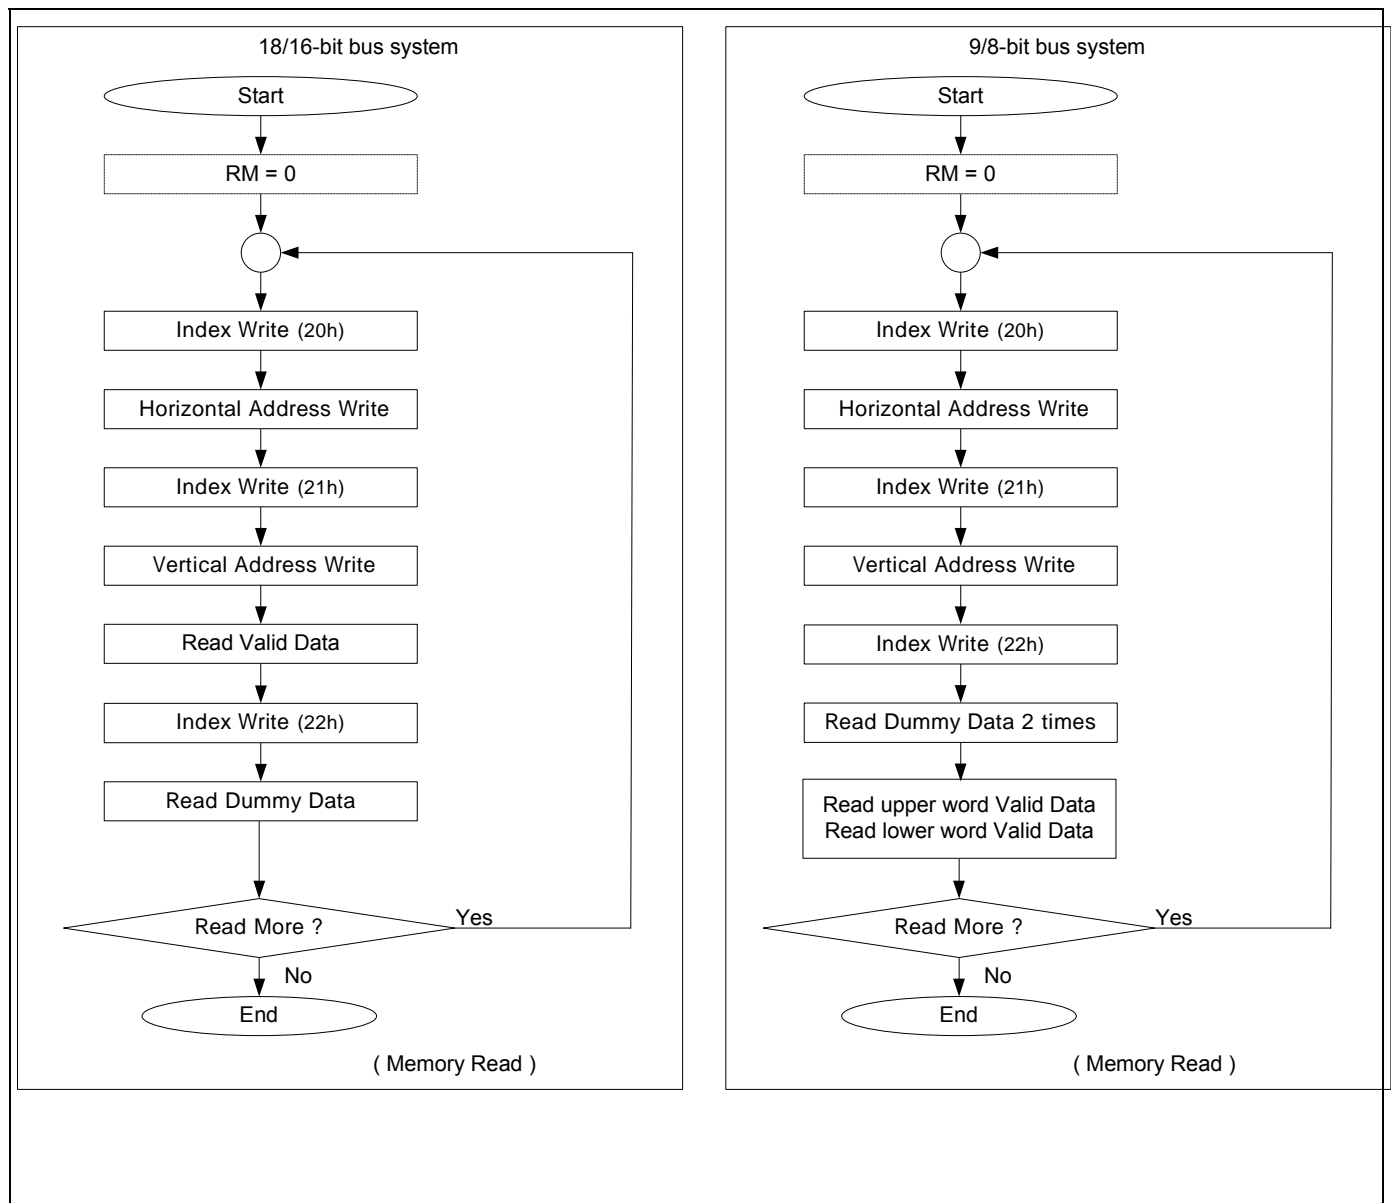 18/16-bit bus system
Start
RM = 0
Index Write (20h)
Horizontal Address Write
Index Write (21h)
Vertical Address Write
Read Valid Data
Index Write (22h)
Read Dummy Data
Read More ?
Yes
No
End
( Memory Read )
9/8-bit bus system
Start
RM = 0
Index Write (20h)
Horizontal Address Write
Index Write (21h)
Vertical Address Write
Index Write (22h)
Read Dummy Data 2 times
Read upper word Valid Data
Read lower word Valid Data
Read More ?
Yes
No
End
( Memory Read )